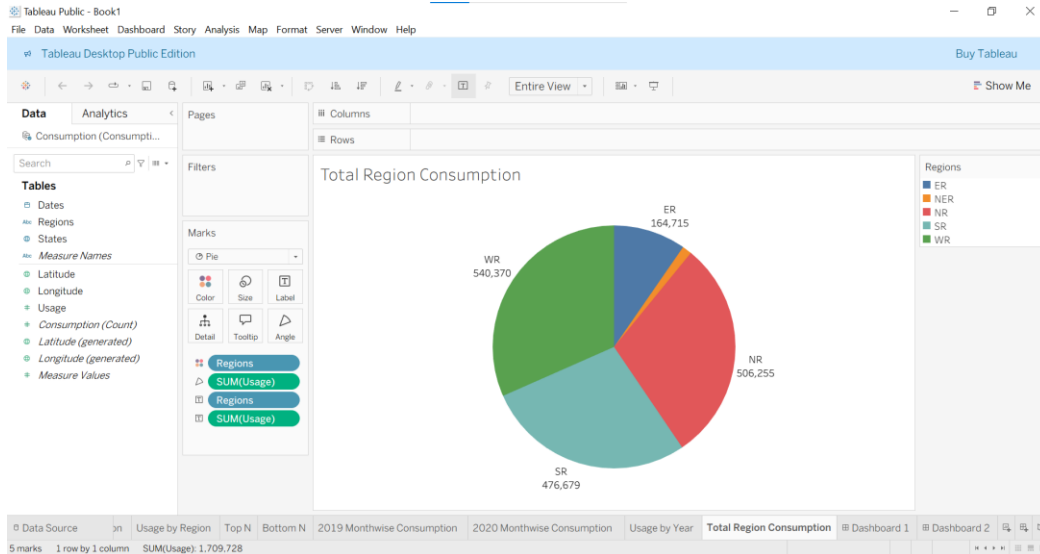 Tableau Public - Book1
File Data Worksheet Dashboard Story Analysis Map Format Server Window Help
Tableau Desktop Public Edition
Buy Tableau
Entire View
Show Me
Data Analytics
Consumption (Consumpti...
Search
Tables
Dates
Abc Regions
States
Abc Measure Names
Latitude
Longitude
Usage
Consumption (Count)
Latitude (generated)
Longitude (generated)
Measure Values
Pages
Filters
Marks
Pie
Color Size Label
Detail Tooltip Angle
Regions
SUM(Usage)
Regions
SUM(Usage)
Columns
Rows
Total Region Consumption
ER
164,715
WR
540,370
NR
506,255
SR
476,679
Regions
ER
NER
NR
SR
WR
Data Source on Usage by Region Top N Bottom N 2019 Monthwise Consumption 2020 Monthwise Consumption Usage by Year Total Region Consumption Dashboard 1 Dashboard 2
5 marks 1 row by 1 column SUM(Usage): 1,709,728